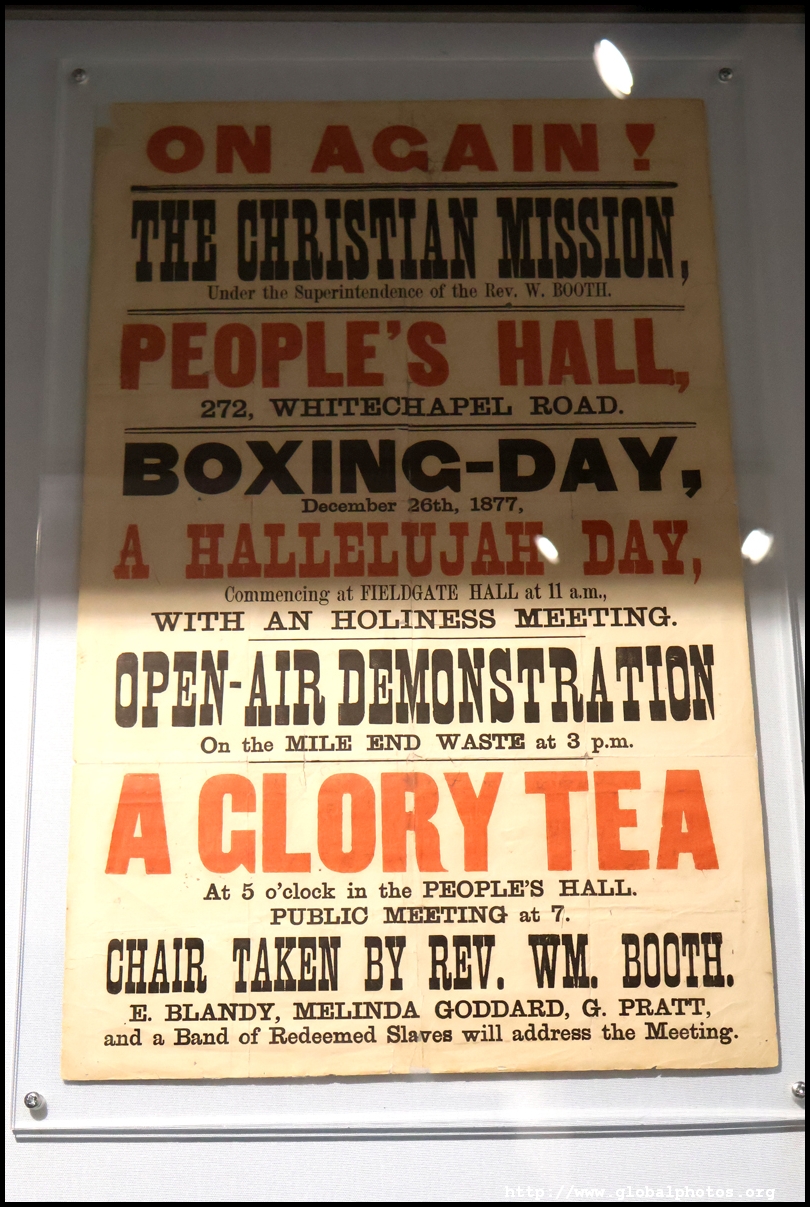 ON AGAIN!
THE CHRISTIAN MISSION,
Under the Superintendence of the Rev. W. BOOTH.
PEOPLE'S HALL,
272, WHITECHAPEL ROAD.
BOXING-DAY,
December 26th, 1877,
A HALLELUJAH DAY,
Commencing at FIELDGATE HALL at 11 a.m.,
WITH AN HOLINESS MEETING.
OPEN-AIR DEMONSTRATION
On the MILE END WASTE at 3 p.m.
A GLORY TEA
At 5 o'clock in the PEOPLE'S HALL.
PUBLIC MEETING at 7.
CHAIR TAKEN BY REV. WM. BOOTH.
E. BLANDY, MELINDA GODDARD, G. PRATT,
and a Band of Redeemed Slaves will address the Meeting.
http://www.globalphotos.org